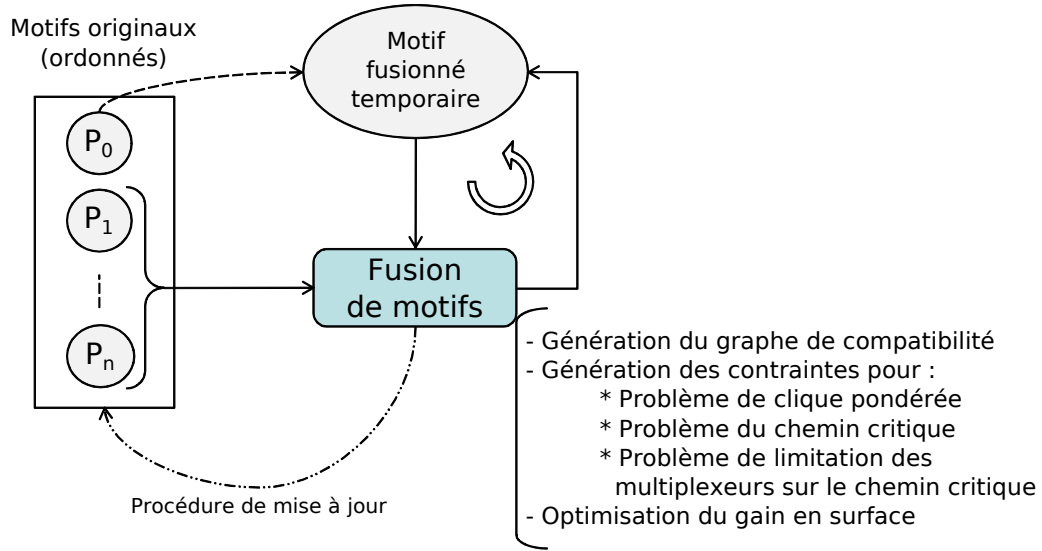 Motifs originaux
(ordonnés)
Motif
fusionné
temporaire
P0
P1
Pn
Fusion
de motifs
- Génération du graphe de compatibilité
- Génération des contraintes pour :
* Problème de clique pondérée
* Problème du chemin critique
* Problème de limitation des
multiplexeurs sur le chemin critique
- Optimisation du gain en surface
Procédure de mise à jour